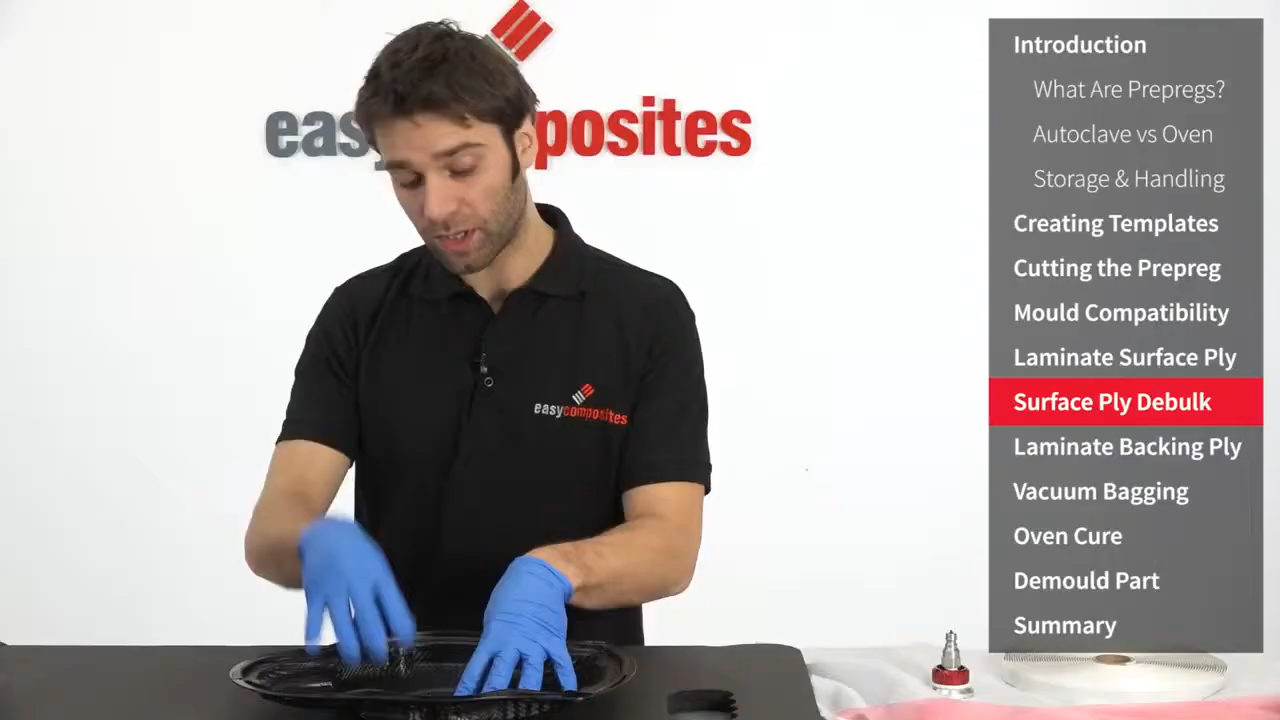 easy posites
easycomposites
Introduction
What Are Prepregs?
Autoclave vs Oven
Storage & Handling
Creating Templates
Cutting the Prepreg
Mould Compatibility
Laminate Surface Ply
Surface Ply Debulk
Laminate Backing Ply
Vacuum Bagging
Oven Cure
Demould Part
Summary